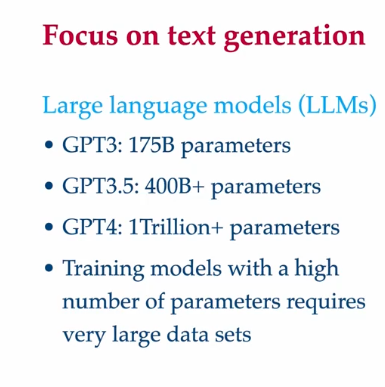 Focus on text generation
Large language models (LLMs)
• GPT3: 175B parameters
• GPT3.5: 400B+ parameters
• GPT4: 1Trillion+ parameters
• Training models with a high
number of parameters requires
very large data sets